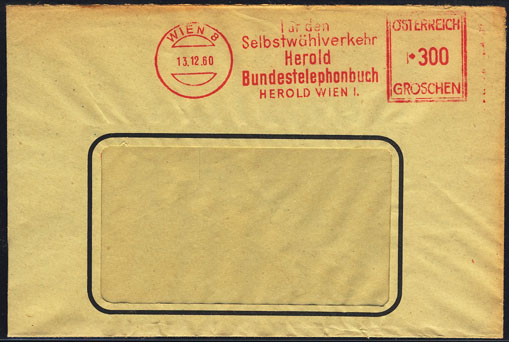 WIEN 8
13.12.60
Für den
Selbstwählverkehr
Herold
Bundestelephonbuch
HEROLD WIEN I.
ÖSTERREICH
300
GROSCHEN